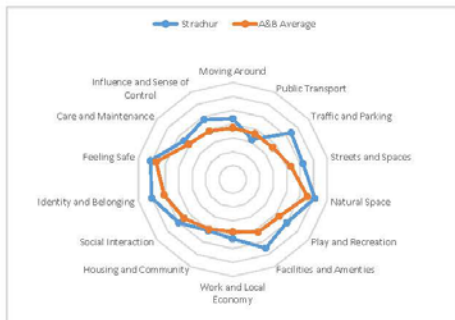 Strachur
A&B Average
Moving Around
Public Transport
Traffic and Parking
Streets and Spaces
Natural Space
Play and Recreation
Facilities and Amenties
Work and Local
Economy
Housing and Community
Social Interaction
Identity and Belonging
Feeling Safe
Care and Maintenance
Influence and Sense of
Control